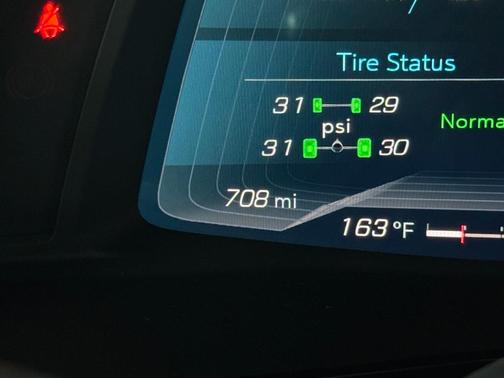 Tire Status
31 29
psi
Norma
31 30
708 mi
163 °F